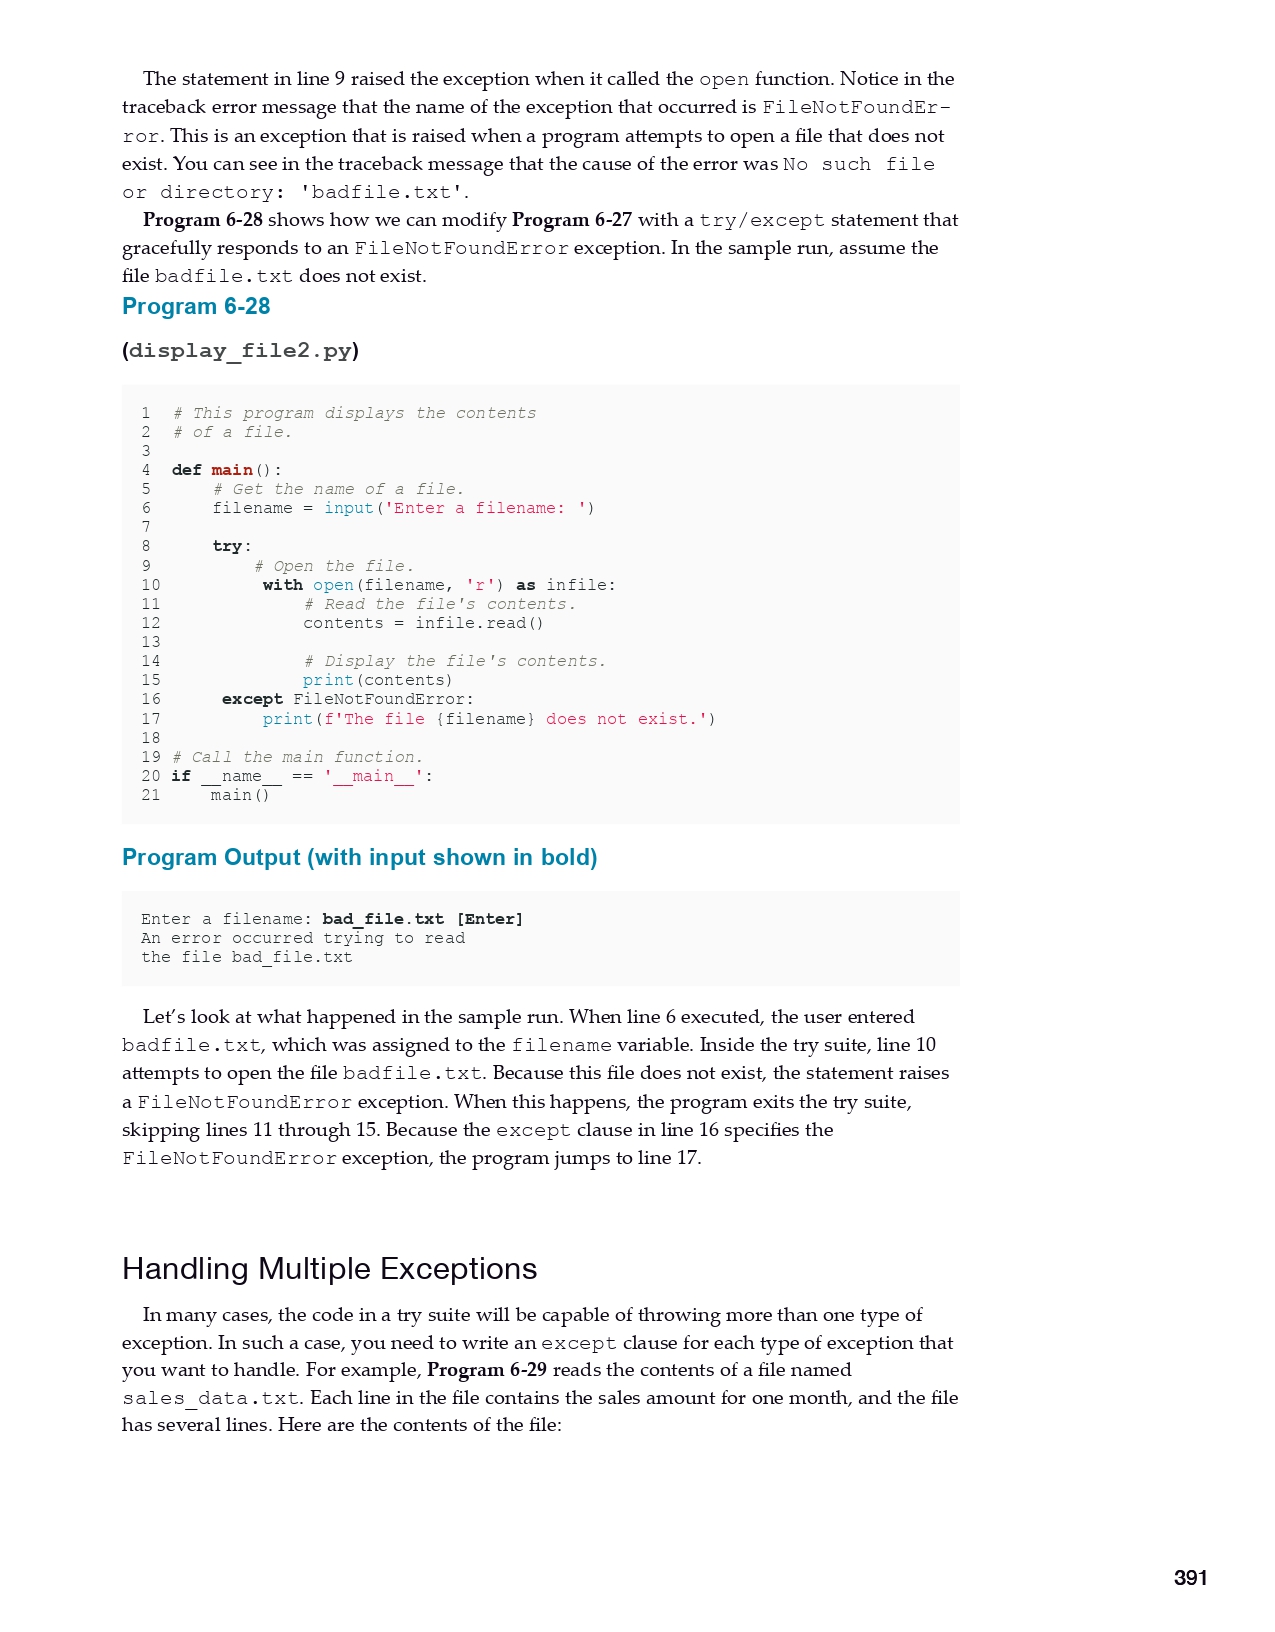 The statement in line 9 raised the exception when it called the open function. Notice in the
traceback error message that the name of the exception that occurred is FileNotFoundEr-
ror. This is an exception that is raised when a program attempts to open a file that does not
exist. You can see in the traceback message that the cause of the error was No such file
or directory: 'badfile.txt'.
Program 6-28 shows how we can modify Program 6-27 with a try/except statement that
gracefully responds to an FileNotFoundError exception. In the sample run, assume the
file badfile.txt does not exist.
Program 6-28
(display_file2.py)
1 # This program displays the contents
2 # of a file.
3
4 def main():
5     # Get the name of a file.
6     filename = input('Enter a filename: ')
7
8     try:
9         # Open the file.
10         with open(filename, 'r') as infile:
11             # Read the file's contents.
12             contents = infile.read()
13
14             # Display the file's contents.
15             print(contents)
16     except FileNotFoundError:
17         print(f'The file {filename} does not exist.')
18
19 # Call the main function.
20 if __name__ == '__main__':
21     main()
Program Output (with input shown in bold)
Enter a filename: bad_file.txt [Enter]
An error occurred trying to read
the file bad_file.txt
Let’s look at what happened in the sample run. When line 6 executed, the user entered
badfile.txt, which was assigned to the filename variable. Inside the try suite, line 10
attempts to open the file badfile.txt. Because this file does not exist, the statement raises
a FileNotFoundError exception. When this happens, the program exits the try suite,
skipping lines 11 through 15. Because the except clause in line 16 specifies the
FileNotFoundError exception, the program jumps to line 17.
Handling Multiple Exceptions
In many cases, the code in a try suite will be capable of throwing more than one type of
exception. In such a case, you need to write an except clause for each type of exception that
you want to handle. For example, Program 6-29 reads the contents of a file named
sales_data.txt. Each line in the file contains the sales amount for one month, and the file
has several lines. Here are the contents of the file:
391